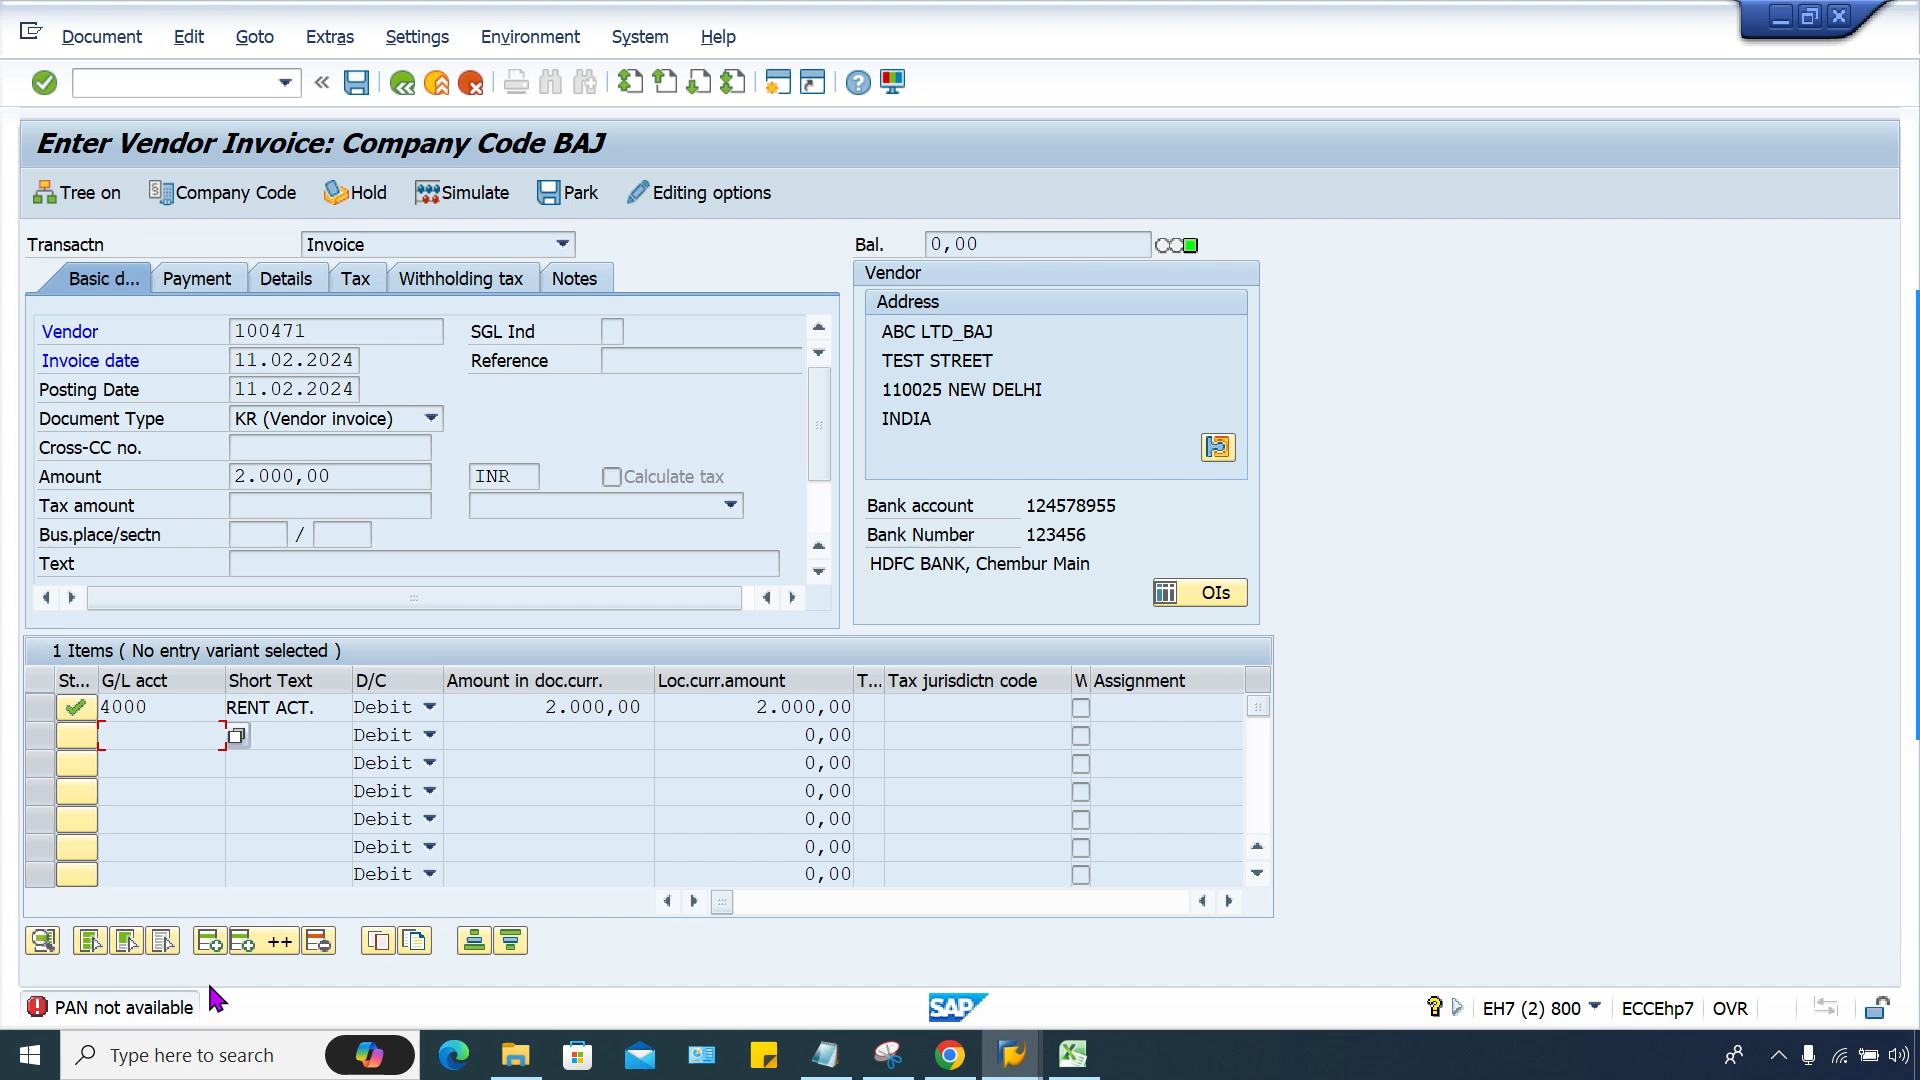 Document Edit Goto Extras Settings Environment System Help
Enter Vendor Invoice: Company Code BAJ
Tree on Company Code Hold Simulate Park Editing options
Transactn Invoice Bal. 0,00
Basic d... Payment Details Tax Withholding tax Notes
Vendor 100471 SGL Ind
Invoice date 11.02.2024 Reference
Posting Date 11.02.2024
Document Type KR (Vendor invoice)
Cross-CC no.
Amount 2.000,00 INR Calculate tax
Tax amount
Bus.place/sectn /
Text
Vendor
Address
ABC LTD_BAJ
TEST STREET
110025 NEW DELHI
INDIA
Bank account 124578955
Bank Number 123456
HDFC BANK, Chembur Main
OIs
1 Items ( No entry variant selected )
St... G/L acct Short Text D/C Amount in doc.curr. Loc.curr.amount T... Tax jurisdictn code W Assignment
4000 RENT ACT. Debit 2.000,00 2.000,00
Debit 0,00
Debit 0,00
Debit 0,00
Debit 0,00
Debit 0,00
Debit 0,00
++
PAN not available SAP EH7 (2) 800 ECCEhp7 OVR
Type here to search